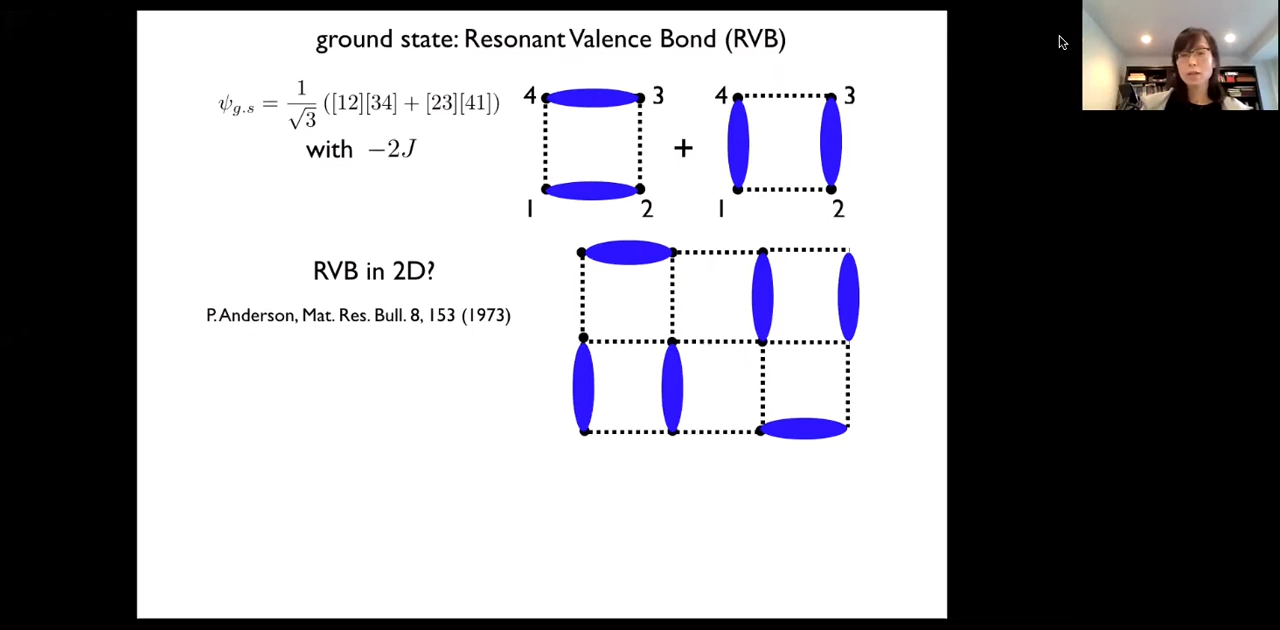 ground state: Resonant Valence Bond (RVB)
ψ_{g.s} = 1/√3 ([12][34] + [23][41])
with −2J
4 3 4 3
+
1 2 1 2
RVB in 2D?
P. Anderson, Mat. Res. Bull. 8, 153 (1973)